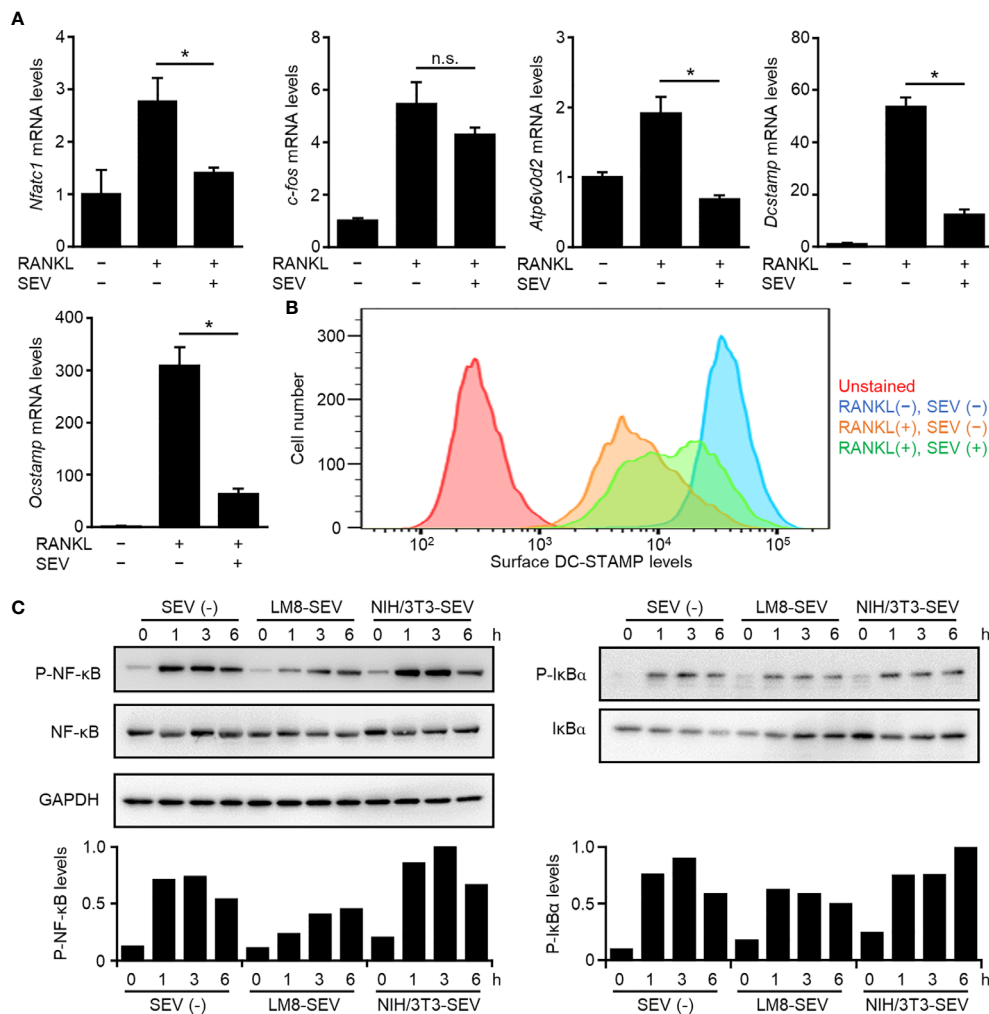 A
Nfatc1 mRNA levels
4
3
2
1
0
*
RANKL − + +
SEV − − +
c-fos mRNA levels
8
6
4
2
0
n.s.
RANKL − + +
SEV − − +
Atp6v0d2 mRNA levels
3
2
1
0
*
RANKL − + +
SEV − − +
Dcstamp mRNA levels
80
60
40
20
0
*
RANKL − + +
SEV − − +
Ocstamp mRNA levels
400
300
200
100
0
*
RANKL − + +
SEV − − +
B
Cell number
300
200
100
0
10² 10³ 10⁴ 10⁵
Surface DC-STAMP levels
Unstained
RANKL(−), SEV (−)
RANKL(+), SEV (−)
RANKL(+), SEV (+)
C
SEV (-) LM8-SEV NIH/3T3-SEV
0 1 3 6 0 1 3 6 0 1 3 6 h
P-NF-κB
NF-κB
GAPDH
P-NF-κB levels
1.0
0.5
0
0 1 3 6 0 1 3 6 0 1 3 6 h
SEV (-) LM8-SEV NIH/3T3-SEV
SEV (-) LM8-SEV NIH/3T3-SEV
0 1 3 6 0 1 3 6 0 1 3 6 h
P-IκBα
IκBα
P-IκBα levels
1.0
0.5
0
0 1 3 6 0 1 3 6 0 1 3 6 h
SEV (-) LM8-SEV NIH/3T3-SEV